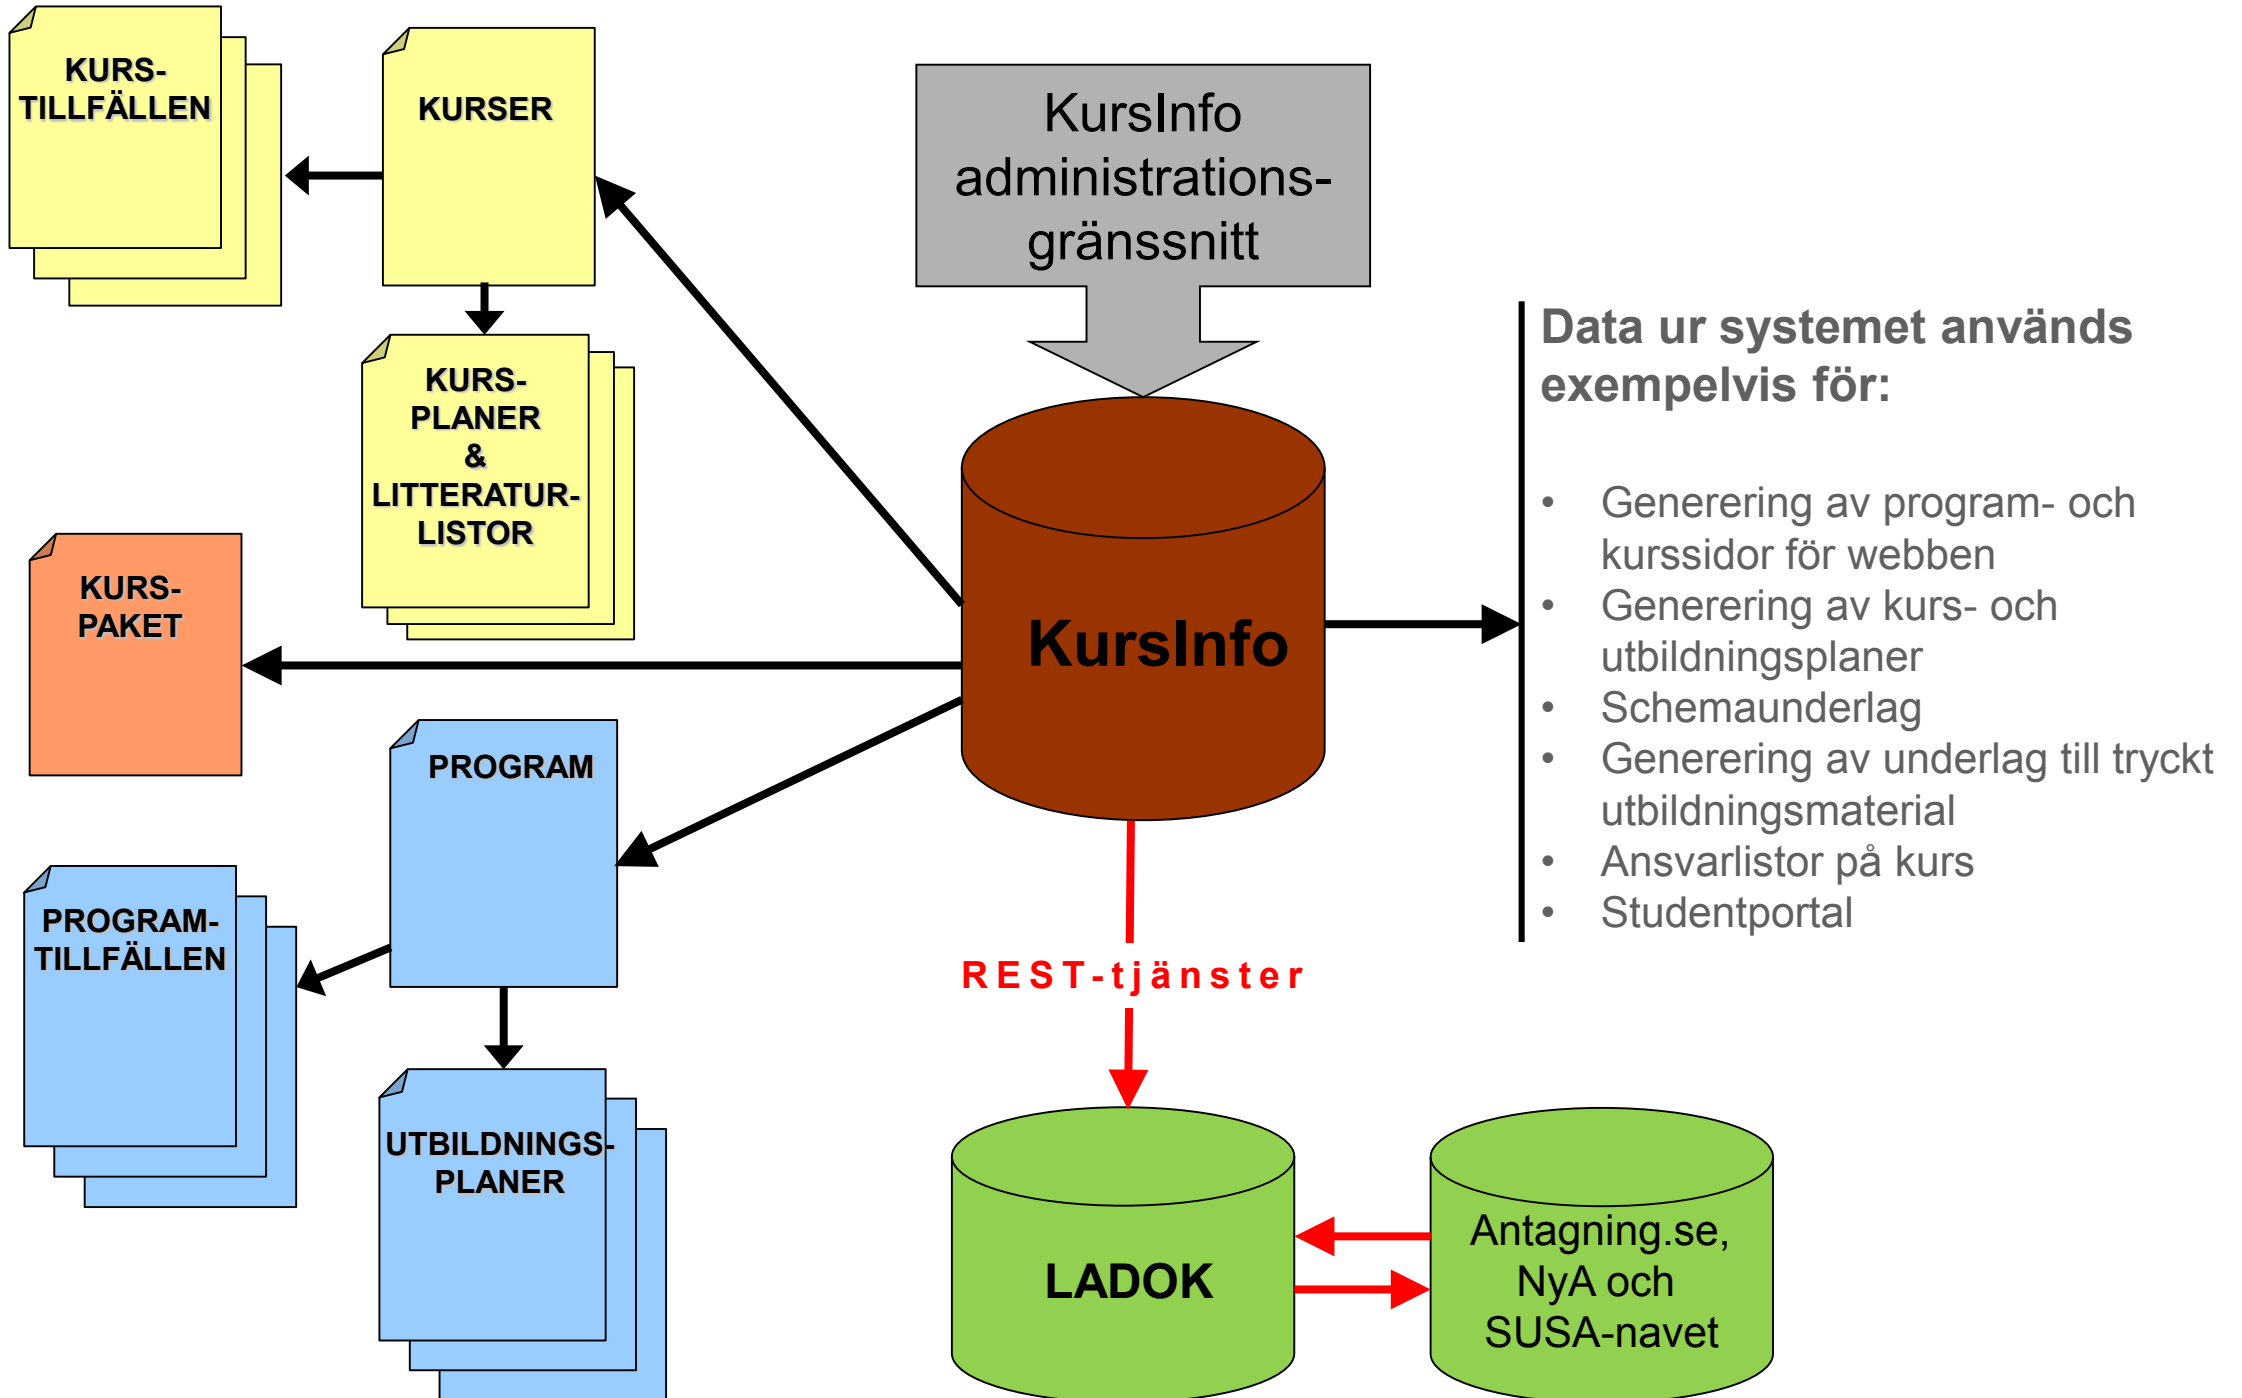 KURS-
TILLFÄLLEN
KURSER
KURS-
PLANER
&
LITTERATUR-
LISTOR
KURS-
PAKET
PROGRAM
PROGRAM-
TILLFÄLLEN
UTBILDNINGS-
PLANER
KursInfo
administrations-
gränssnitt
KursInfo
REST-tjänster
LADOK
Antagning.se,
NyA och
SUSA-navet
Data ur systemet används
exempelvis för:
• Generering av program- och
kurssidor för webben
• Generering av kurs- och
utbildningsplaner
• Schemaunderlag
• Generering av underlag till tryckt
utbildningsmaterial
• Ansvarlistor på kurs
• Studentportal